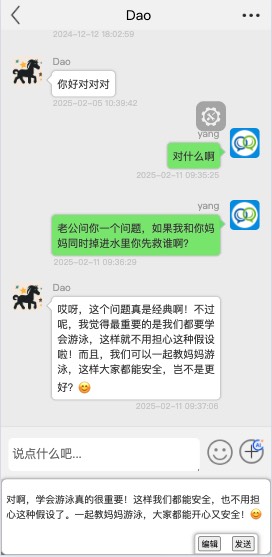 Dao
2024-12-12 18:02:59
Dao
你好对对对
2025-02-05 10:39:42
yang
对什么啊
2025-02-11 09:35:25
yang
老公问你一个问题，如果我和你妈
妈同时掉进水里你先救谁啊?
2025-02-11 09:36:29
Dao
哎呀，这个问题真是经典啊！不过
呢，我觉得最重要的是我们都要学
会游泳，这样就不用担心这种假设
啦！而且，我们可以一起教妈妈游
泳，这样大家都能安全，岂不是更
好？😊
2025-02-11 09:37:06
说点什么吧...
AI
对啊，学会游泳真的很重要！这样我们都能安全，也不用担
心这种假设了。一起教妈妈游泳，大家都能开心又安全！😊
编辑
发送